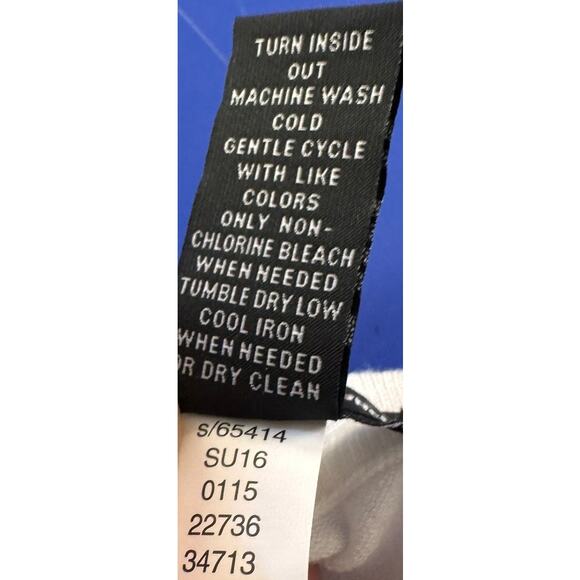 TURN INSIDE
OUT
MACHINE WASH
COLD
GENTLE CYCLE
WITH LIKE
COLORS
ONLY NON-
CHLORINE BLEACH
WHEN NEEDED
TUMBLE DRY LOW
COOL IRON
WHEN NEEDED
OR DRY CLEAN
s/65414
SU16
0115
22736
34713